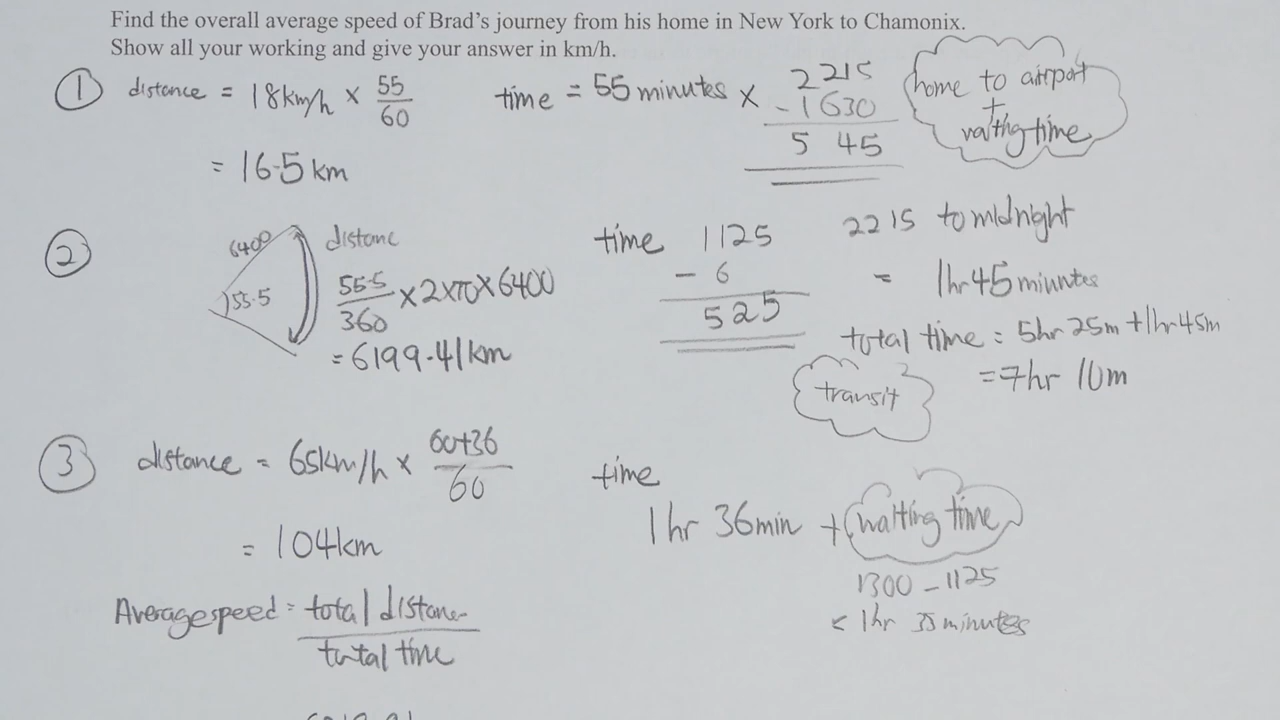 Find the overall average speed of Brad's journey from his home in New York to Chamonix.
Show all your working and give your answer in km/h.
① distance = 18km/h × 55/60
= 16.5 km
time = 55 minutes ×
2215
- 1630
5 45
home to airport
+
waiting time
②
6400
55.5
distanc
55.5/360 × 2×π×6400
= 6199.41km
time 1125
- 6
525
2215 to midnight
= 1hr 45 minuntes
total time = 5hr 25m + 1hr 45m
= 7hr 10m
transit
③ distance = 65km/h × 60+36/60
= 104km
time
1 hr 36min + waiting time
1300 - 1125
< 1hr 35 minutes
Average speed = total distance/total time